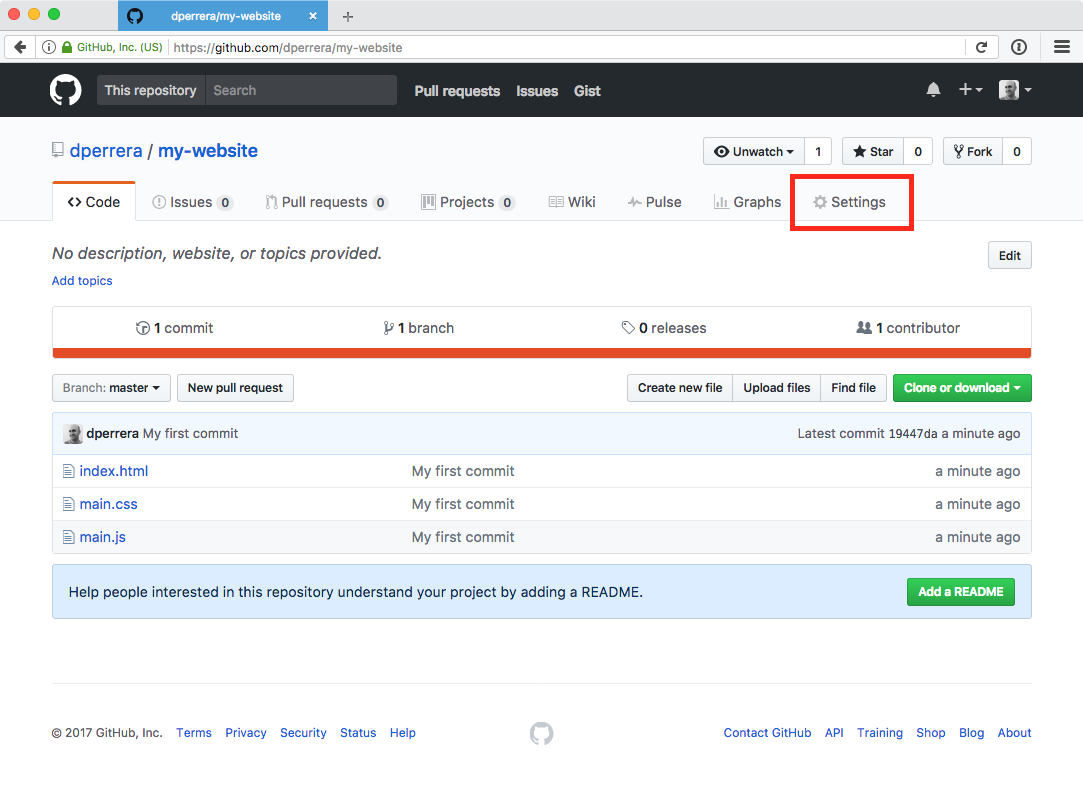 dperrera/my-website
GitHub, Inc. (US) https://github.com/dperrera/my-website
This repository Search Pull requests Issues Gist
dperrera / my-website Unwatch 1 Star 0 Fork 0
Code Issues 0 Pull requests 0 Projects 0 Wiki Pulse Graphs Settings
No description, website, or topics provided. Edit
Add topics
1 commit 1 branch 0 releases 1 contributor
Branch: master New pull request Create new file Upload files Find file Clone or download
dperrera My first commit Latest commit 19447da a minute ago
index.html My first commit a minute ago
main.css My first commit a minute ago
main.js My first commit a minute ago
Help people interested in this repository understand your project by adding a README. Add a README
© 2017 GitHub, Inc. Terms Privacy Security Status Help Contact GitHub API Training Shop Blog About